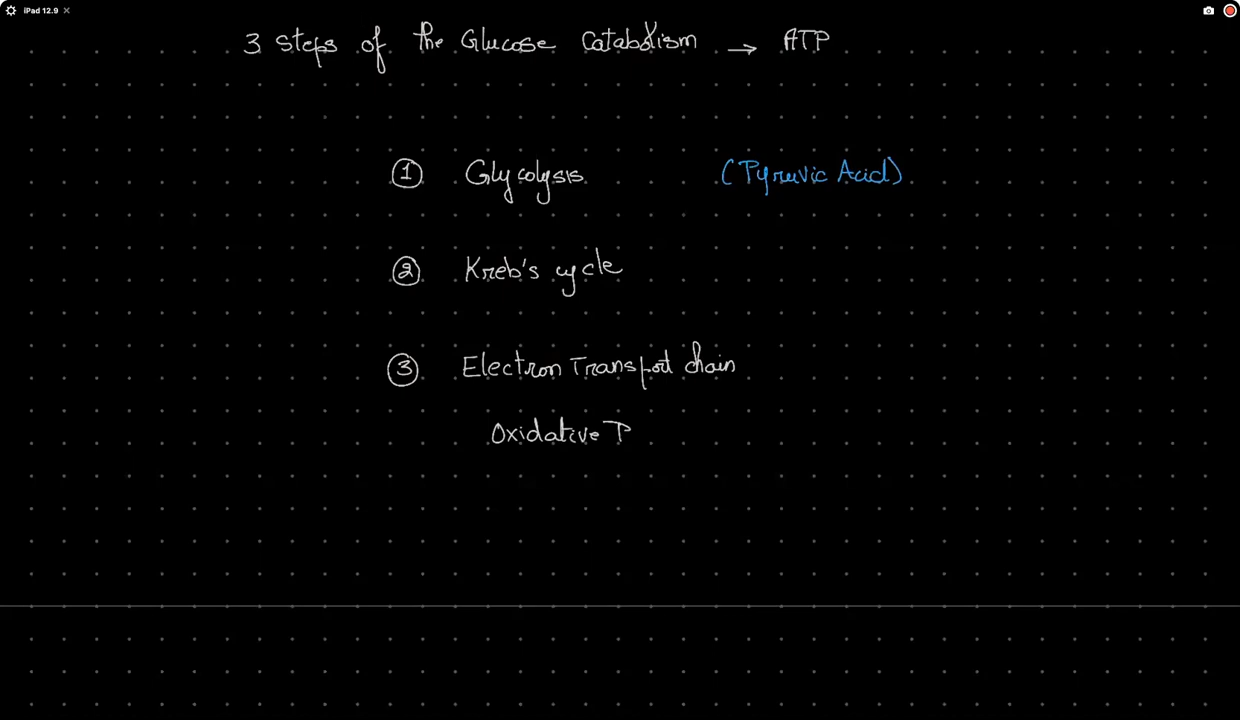 iPad 12.9
3 Steps of the Glucose Catabolism → ATP
① Glycolysis (Pyruvic Acid)
② Kreb's cycle
③ Electron Transport chain
Oxidative P